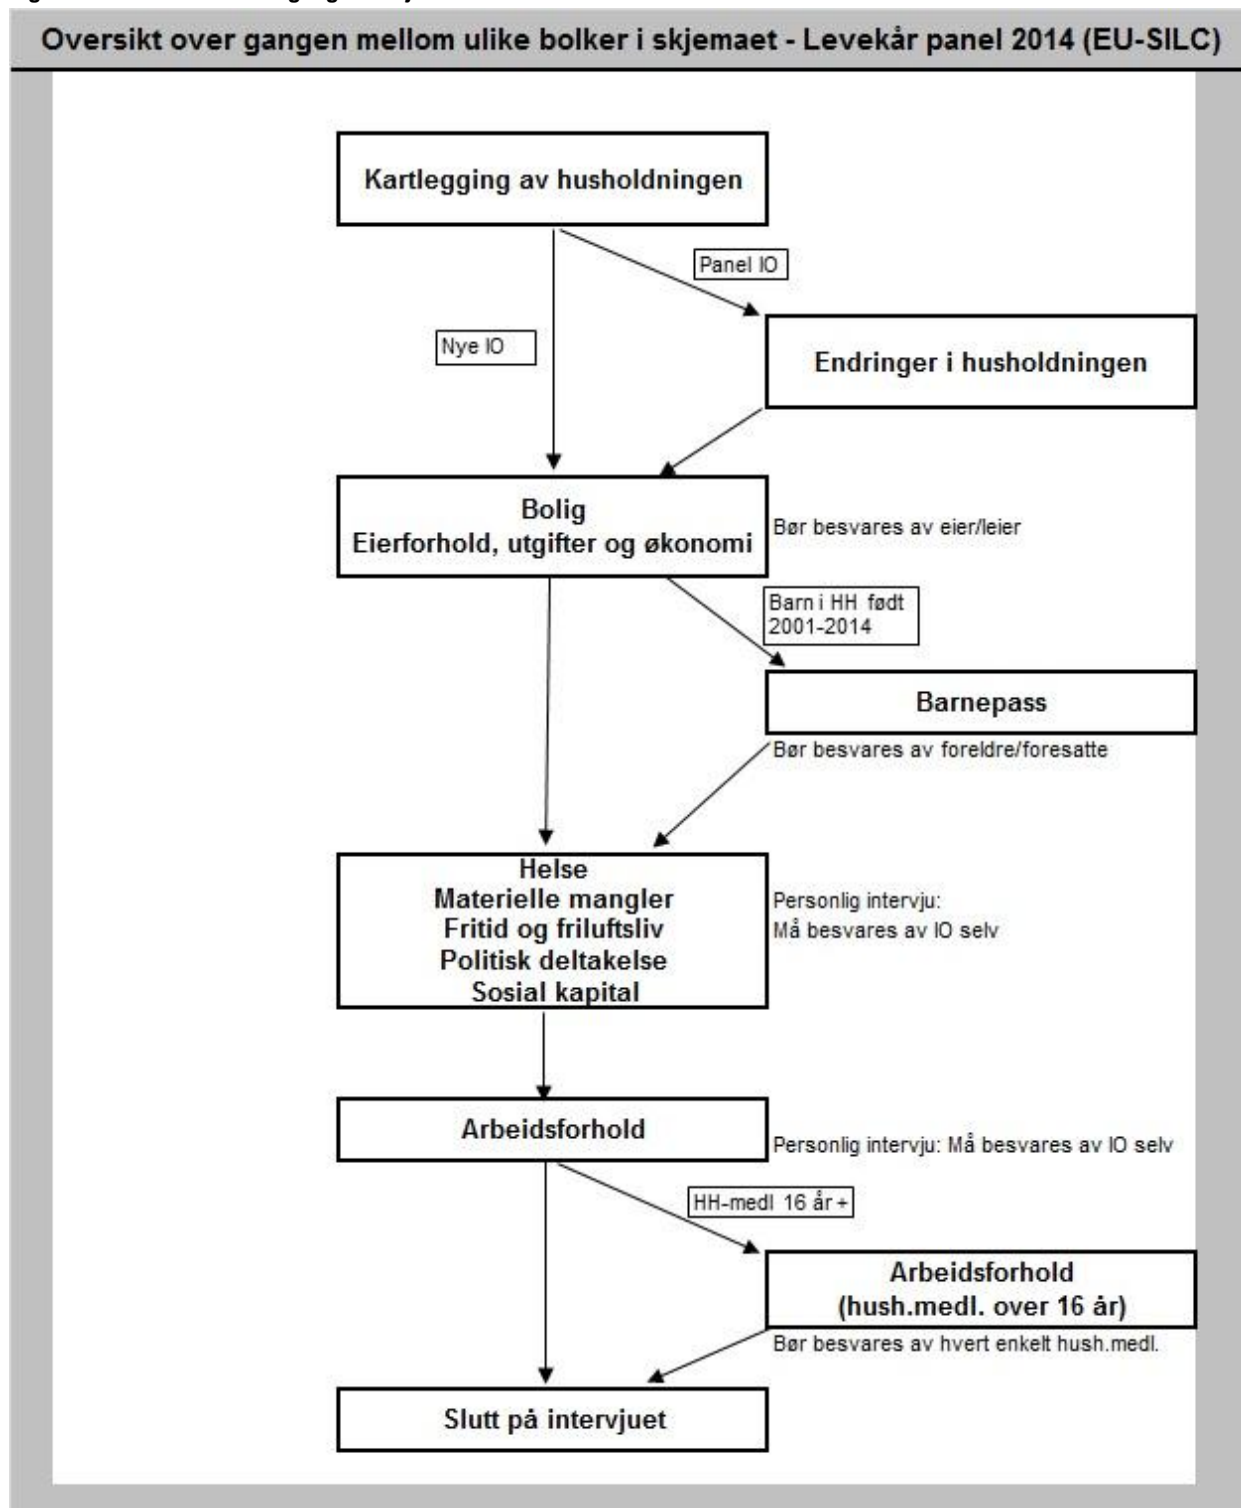 Oversikt over gangen mellom ulike bolker i skjemaet - Levekår panel 2014 (EU-SILC)
Kartlegging av husholdningen
Panel IO
Nye IO
Endringer i husholdningen
Bolig
Eierforhold, utgifter og økonomi
Bør besvares av eier/leier
Barn i HH født
2001-2014
Barnepass
Bør besvares av foreldre/foresatte
Helse
Materielle mangler
Fritid og friluftsliv
Politisk deltakelse
Sosial kapital
Personlig intervju:
Må besvares av IO selv
Arbeidsforhold
Personlig intervju: Må besvares av IO selv
HH-medl 16 år +
Arbeidsforhold
(hush.medl. over 16 år)
Bør besvares av hvert enkelt hush.medl.
Slutt på intervjuet